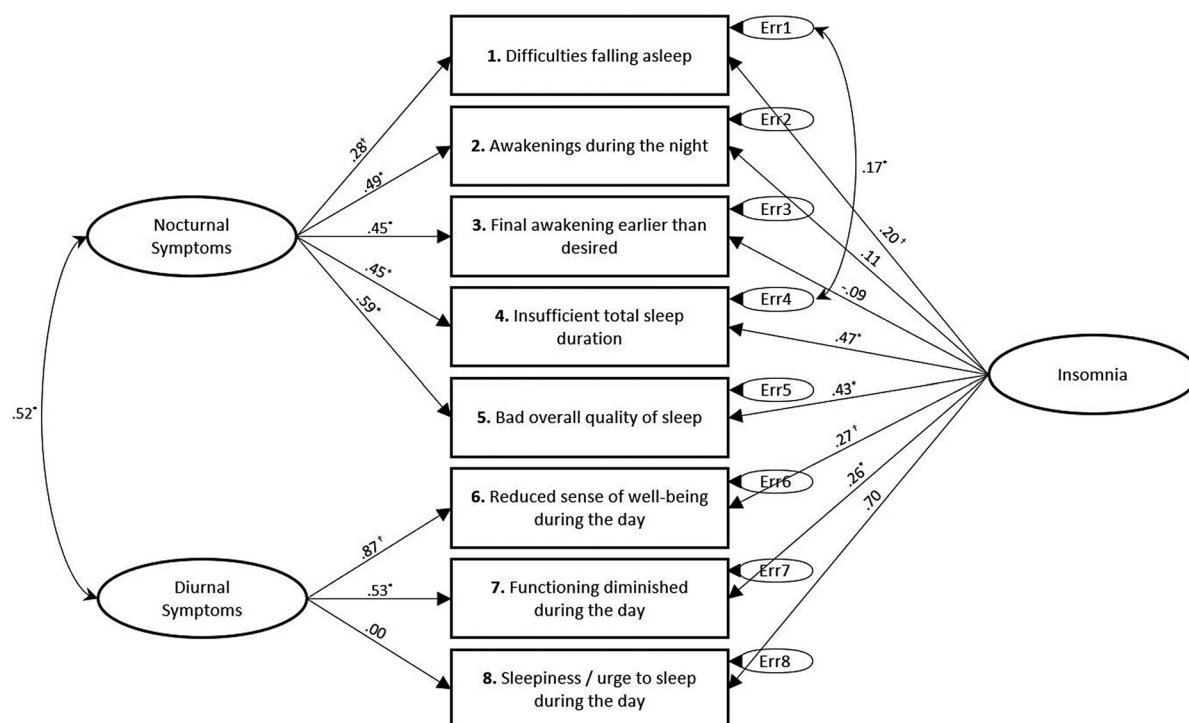 1. Difficulties falling asleep
Err1
.28†
.20†
2. Awakenings during the night
Err2
.17*
.49*
.11
Nocturnal
Symptoms
3. Final awakening earlier than
desired
Err3
.45*
-.09
4. Insufficient total sleep
duration
Err4
.45*
.47*
Insomnia
.59*
5. Bad overall quality of sleep
Err5
.43*
.52*
.27†
6. Reduced sense of well-being
during the day
Err6
.26*
.70
.87†
Diurnal
Symptoms
7. Functioning diminished
during the day
Err7
.53*
.00
8. Sleepiness / urge to sleep
during the day
Err8